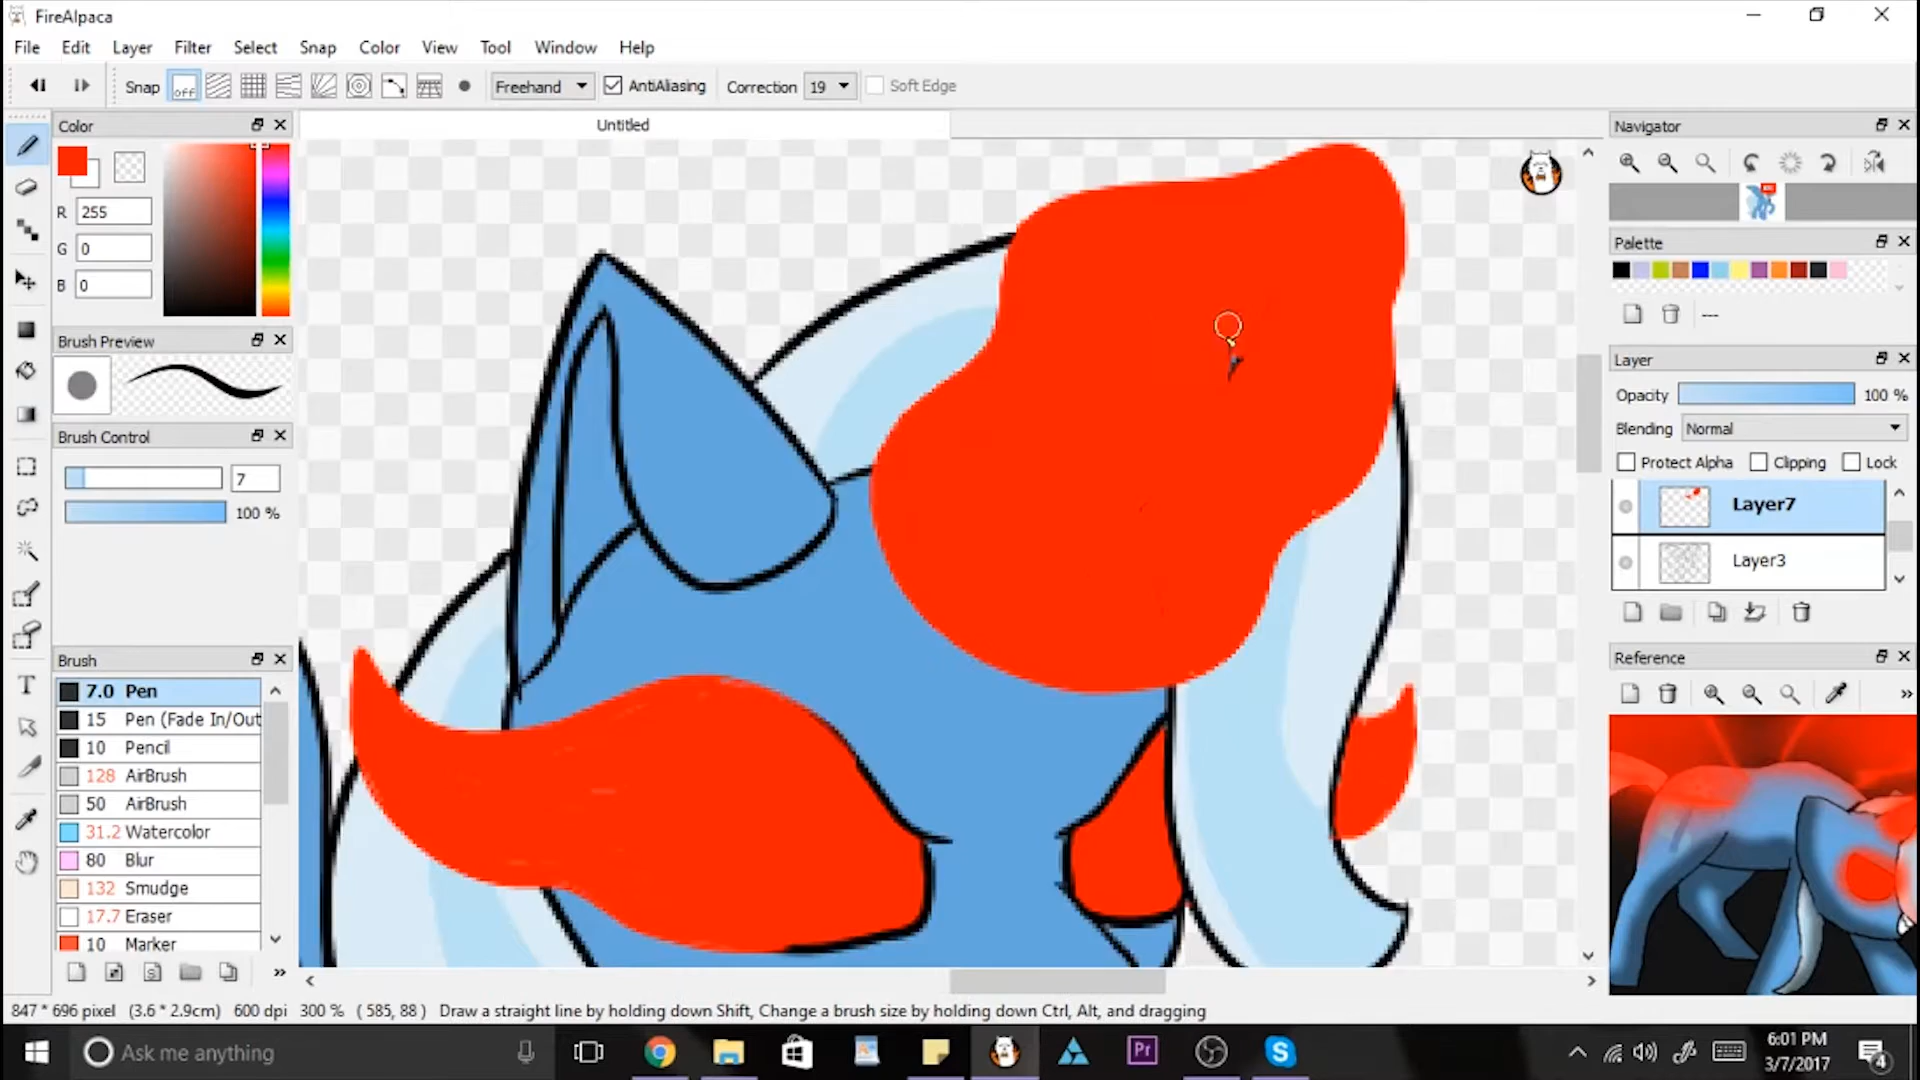 FireAlpaca
File Edit Layer Filter Select Snap Color View Tool Window Help
Snap off Freehand AntiAliasing Correction 19 Soft Edge
Color
Untitled
Navigator
R 255
G 0
B 0
Palette
---
Brush Preview
Layer
Opacity 100 %
Blending Normal
Brush Control
Protect Alpha Clipping Lock
7
Layer7
100 %
Layer3
Brush
Reference
7.0 Pen
15 Pen (Fade In/Out
10 Pencil
128 AirBrush
50 AirBrush
31.2 Watercolor
80 Blur
132 Smudge
17.7 Eraser
10 Marker
T
847 * 696 pixel (3.6 * 2.9cm) 600 dpi 300 % ( 585, 88 ) Draw a straight line by holding down Shift, Change a brush size by holding down Ctrl, Alt, and dragging
Ask me anything
Pr
S
6:01 PM
3/7/2017
4